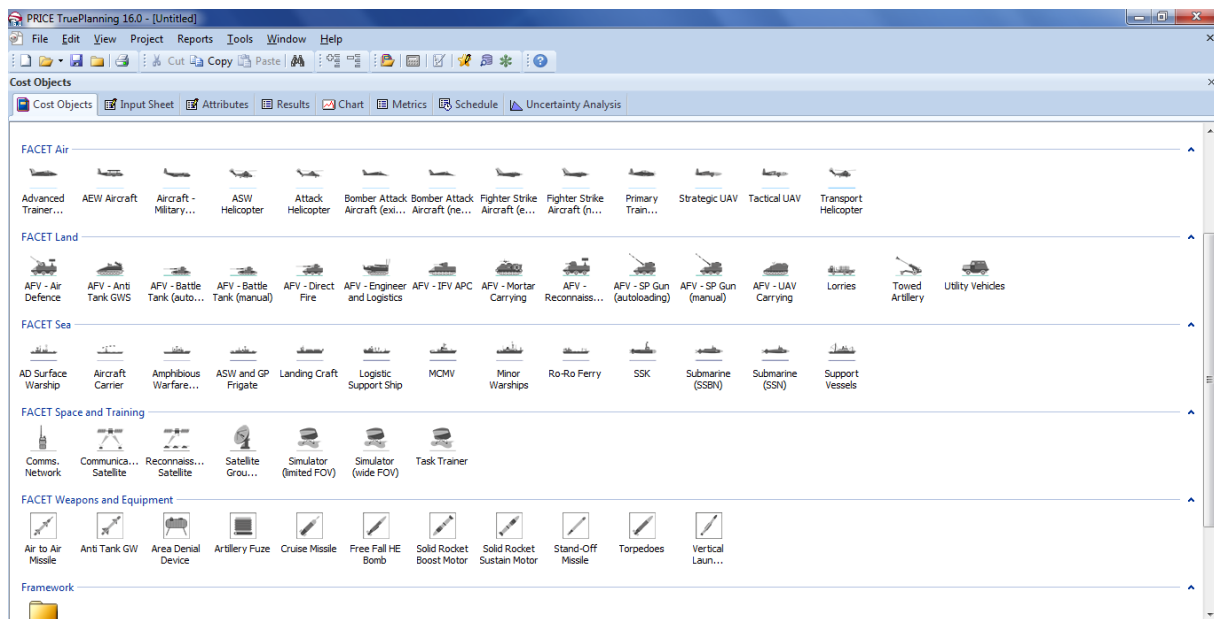 PRICE TruePlanning 16.0 - [Untitled]
File Edit View Project Reports Tools Window Help
Cut Copy Paste
Cost Objects
Cost Objects Input Sheet Attributes Results Chart Metrics Schedule Uncertainty Analysis
FACET Air
Advanced AEW Aircraft Aircraft - ASW Attack Bomber Attack Bomber Attack Fighter Strike Fighter Strike Primary Strategic UAV Tactical UAV Transport
Trainer... Military... Helicopter Helicopter Aircraft (exi... Aircraft (ne... Aircraft (e... Aircraft (n... Train... Helicopter
FACET Land
AFV - Air AFV - Anti AFV - Battle AFV - Battle AFV - Direct AFV - Engineer AFV - IFV APC AFV - Mortar AFV - AFV - SP Gun AFV - SP Gun AFV - UAV Lorries Towed Utility Vehicles
Defence Tank GWS Tank (auto... Tank (manual) Fire and Logistics Carrying Reconnaiss... (autoloading) (manual) Carrying Artillery
FACET Sea
AD Surface Aircraft Amphibious ASW and GP Landing Craft Logistic MCMV Minor Ro-Ro Ferry SSK Submarine Submarine Support
Warship Carrier Warfare... Frigate Support Ship Warships (SSBN) (SSN) Vessels
FACET Space and Training
Comms. Communica... Reconnaiss... Satellite Simulator Simulator Task Trainer
Network Satellite Satellite Grou... (limited FOV) (wide FOV)
FACET Weapons and Equipment
Air to Air Anti Tank GW Area Denial Artillery Fuze Cruise Missile Free Fall HE Solid Rocket Solid Rocket Stand-Off Torpedoes Vertical
Missile Device Bomb Boost Motor Sustain Motor Missile Laun...
Framework